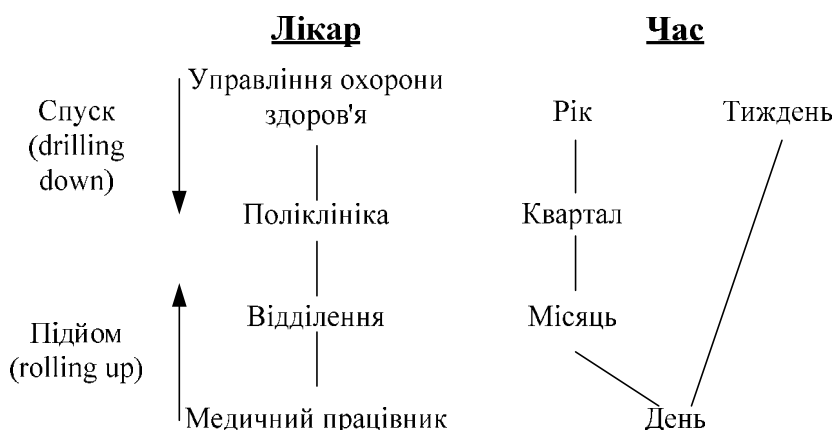 Лікар
Час
Управління охорони
здоров'я
Спуск
(drilling
down)
Рік
Тиждень
Поліклініка
Квартал
Відділення
Місяць
Підйом
(rolling up)
Медичний працівник
День